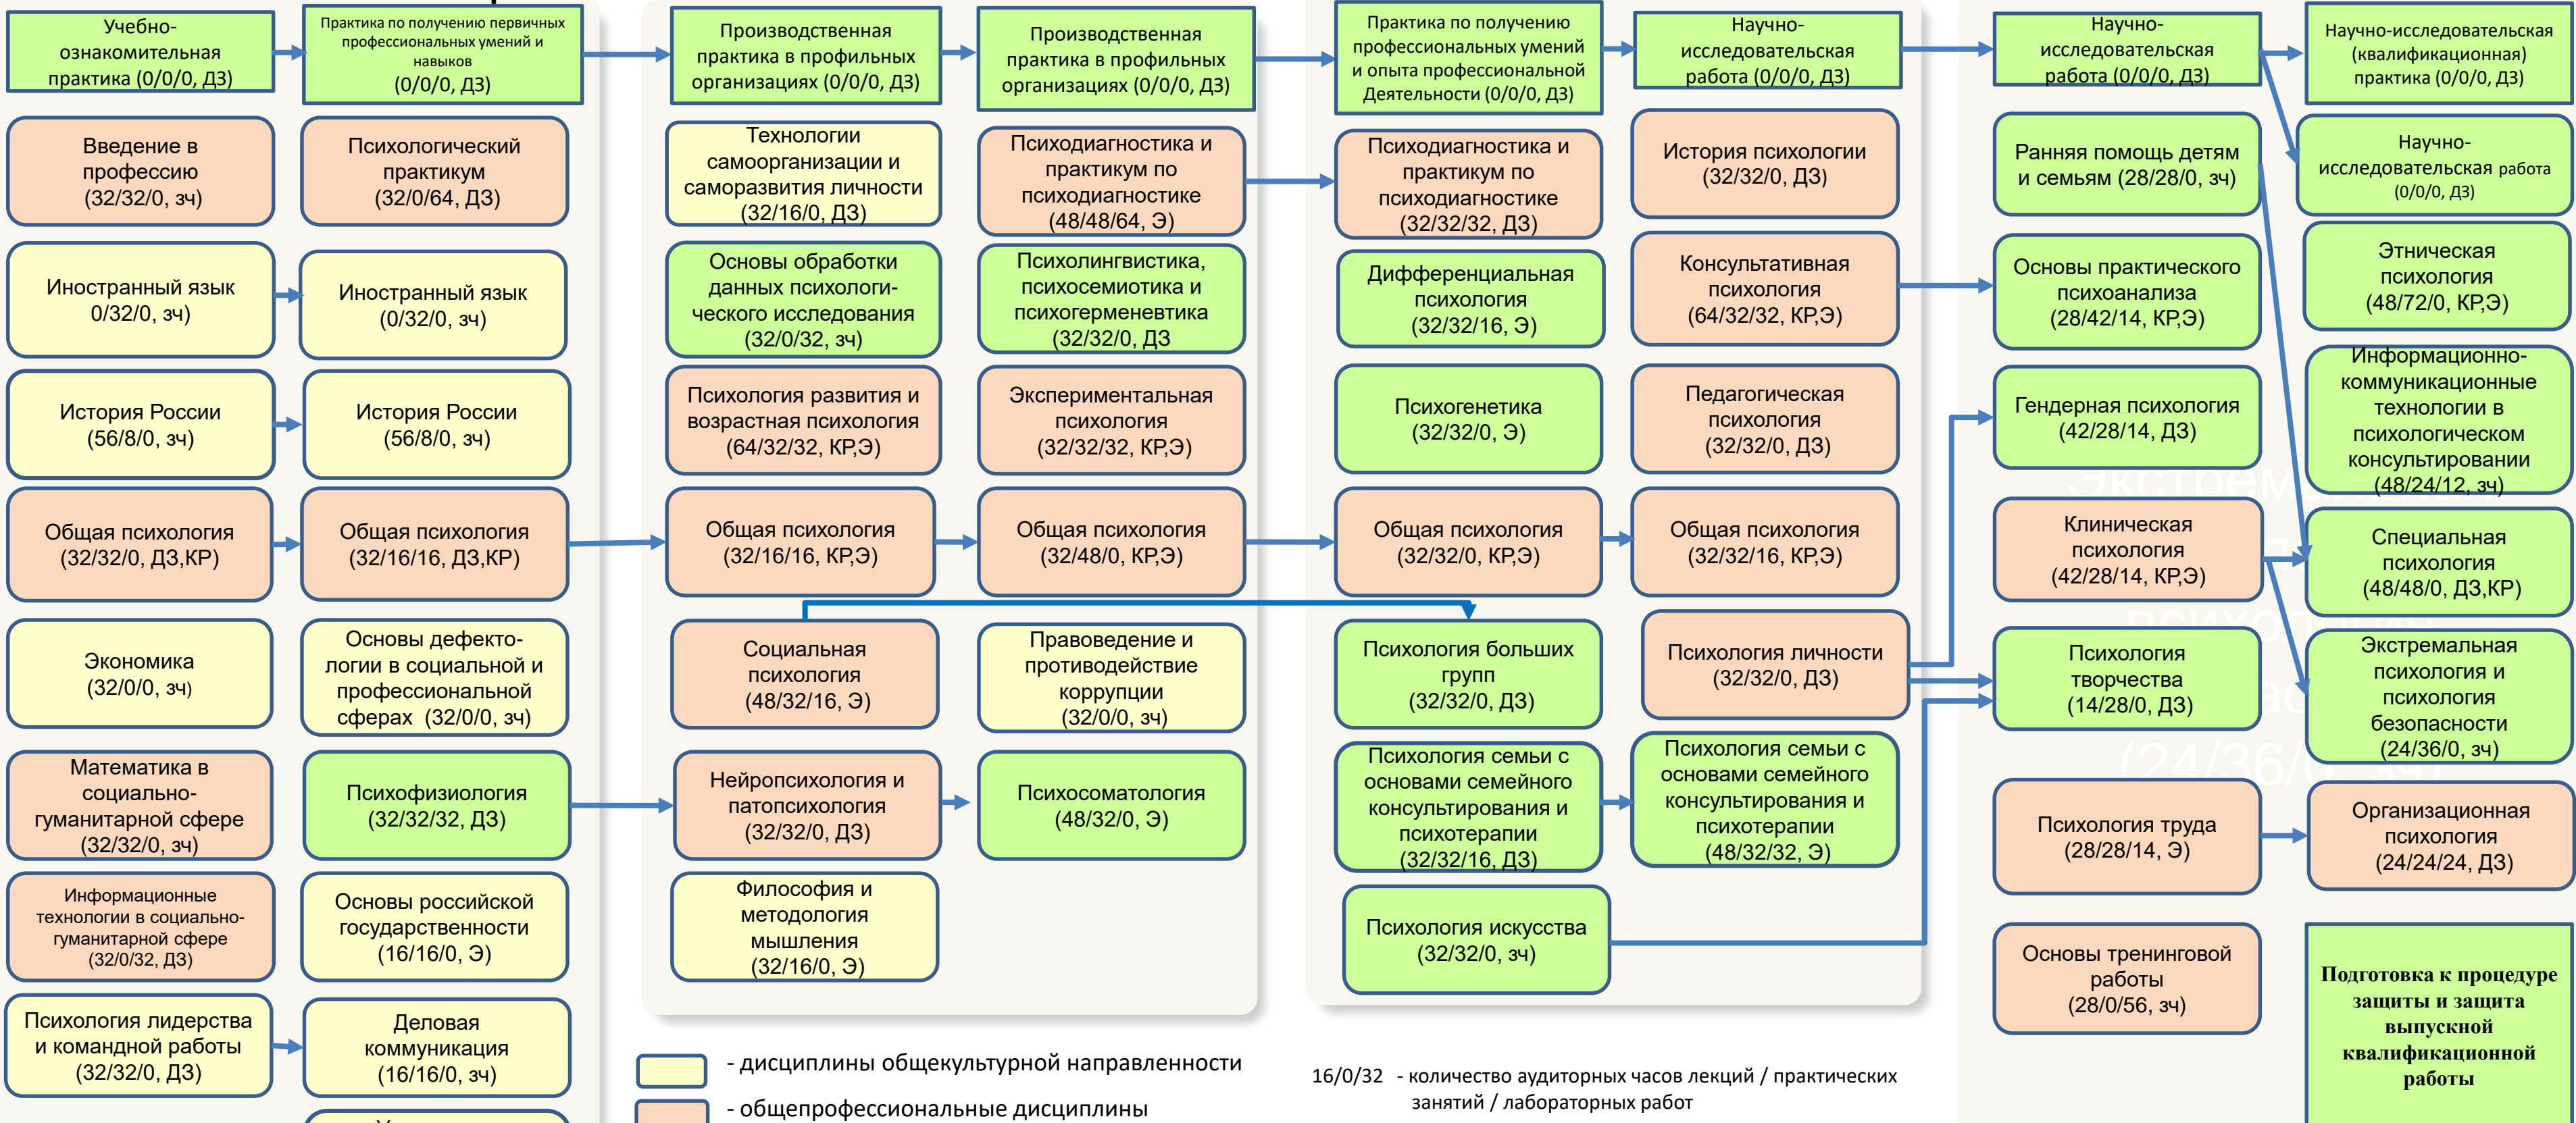 Учебно-
ознакомительная
практика (0/0/0, ДЗ)
Введение в
профессию
(32/32/0, зч)
Иностранный язык
0/32/0, зч)
История России
(56/8/0, зч)
Общая психология
(32/32/0, ДЗ,КР)
Экономика
(32/0/0, зч)
Математика в
социально-
гуманитарной сфере
(32/32/0, зч)
Информационные
технологии в социально-
гуманитарной сфере
(32/0/32, ДЗ)
Психология лидерства
и командной работы
(32/32/0, ДЗ)
Практика по получению первичных
профессиональных умений и
навыков
(0/0/0, ДЗ)
Психологический
практикум
(32/0/64, ДЗ)
Иностранный язык
(0/32/0, зч)
История России
(56/8/0, зч)
Общая психология
(32/16/16, ДЗ,КР)
Основы дефекто-
логии в социальной и
профессиональной
сферах (32/0/0, зч)
Психофизиология
(32/32/32, ДЗ)
Основы российской
государственности
(16/16/0, Э)
Деловая
коммуникация
(16/16/0, зч)
Производственная
практика в профильных
организациях (0/0/0, ДЗ)
Технологии
самоорганизации и
саморазвития личности
(32/16/0, ДЗ)
Основы обработки
данных психологи-
ческого исследования
(32/0/32, зч)
Психология развития и
возрастная психология
(64/32/32, КР,Э)
Общая психология
(32/16/16, КР,Э)
Социальная
психология
(48/32/16, Э)
Нейропсихология и
патопсихология
(32/32/0, ДЗ)
Философия и
методология
мышления
(32/16/0, Э)
Производственная
практика в профильных
организациях (0/0/0, ДЗ)
Психодиагностика и
практикум по
психодиагностике
(48/48/64, Э)
Психолингвистика,
психосемиотика и
психогерменевтика
(32/32/0, ДЗ
Экспериментальная
психология
(32/32/32, КР,Э)
Общая психология
(32/48/0, КР,Э)
Правоведение и
противодействие
коррупции
(32/0/0, зч)
Психосоматология
(48/32/0, Э)
Практика по получению
профессиональных умений
и опыта профессиональной
Деятельности (0/0/0, ДЗ)
Психодиагностика и
практикум по
психодиагностике
(32/32/32, ДЗ)
Дифференциальная
психология
(32/32/16, Э)
Психогенетика
(32/32/0, Э)
Общая психология
(32/32/0, КР,Э)
Психология больших
групп
(32/32/0, ДЗ)
Психология семьи с
основами семейного
консультирования и
психотерапии
(32/32/16, ДЗ)
Психология искусства
(32/32/0, зч)
Научно-
исследовательская
работа (0/0/0, ДЗ)
История психологии
(32/32/0, ДЗ)
Консультативная
психология
(64/32/32, КР,Э)
Педагогическая
психология
(32/32/0, ДЗ)
Общая психология
(32/32/16, КР,Э)
Психология личности
(32/32/0, ДЗ)
Психология семьи с
основами семейного
консультирования и
психотерапии
(48/32/32, Э)
Научно-
исследовательская
работа (0/0/0, ДЗ)
Ранняя помощь детям
и семьям (28/28/0, зч)
Основы практического
психоанализа
(28/42/14, КР,Э)
Гендерная психология
(42/28/14, ДЗ)
Клиническая
психология
(42/28/14, КР,Э)
Психология
творчества
(14/28/0, ДЗ)
Психология труда
(28/28/14, Э)
Основы тренинговой
работы
(28/0/56, зч)
Научно-исследовательская
(квалификационная)
практика (0/0/0, ДЗ)
Научно-
исследовательская работа
(0/0/0, ДЗ)
Этническая
психология
(48/72/0, КР,Э)
Информационно-
коммуникационные
технологии в
психологическом
консультировании
(48/24/12, зч)
Специальная
психология
(48/48/0, ДЗ,КР)
Экстремальная
психология и
психология
безопасности
(24/36/0, зч)
Организационная
психология
(24/24/24, ДЗ)
Подготовка к процедуре
защиты и защита
выпускной
квалификационной
работы
- дисциплины общекультурной направленности
- общепрофессиональные дисциплины
16/0/32 - количество аудиторных часов лекций / практических
занятий / лабораторных работ